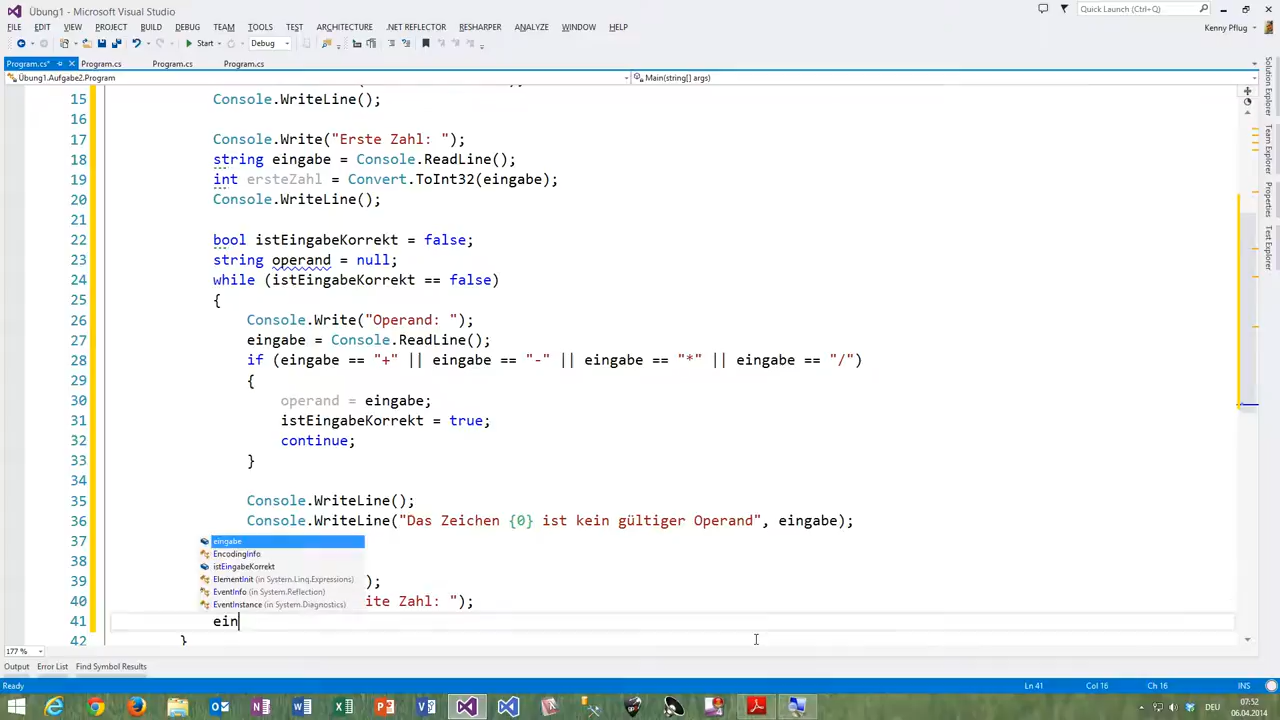 Übung1 - Microsoft Visual Studio
Quick Launch (Ctrl+Q)
FILE EDIT VIEW PROJECT BUILD DEBUG TEAM TOOLS TEST ARCHITECTURE .NET REFLECTOR RESHARPER ANALYZE WINDOW HELP
Kenny Pflug
Start Debug
Program.cs* Program.cs Program.cs Program.cs
Übung1.Aufgabe2.Program Main(string[] args)
15 Console.WriteLine();
16
17 Console.Write("Erste Zahl: ");
18 string eingabe = Console.ReadLine();
19 int ersteZahl = Convert.ToInt32(eingabe);
20 Console.WriteLine();
21
22 bool istEingabeKorrekt = false;
23 string operand = null;
24 while (istEingabeKorrekt == false)
25 {
26 Console.Write("Operand: ");
27 eingabe = Console.ReadLine();
28 if (eingabe == "+" || eingabe == "-" || eingabe == "*" || eingabe == "/")
29 {
30 operand = eingabe;
31 istEingabeKorrekt = true;
32 continue;
33 }
34
35 Console.WriteLine();
36 Console.WriteLine("Das Zeichen {0} ist kein gültiger Operand", eingabe);
37 eingabe
EncodingInfo
38 istEingabeKorrekt
39 ElementInit (in System.Linq.Expressions) );
EventInfo (in System.Reflection)
40 EventInstance (in System.Diagnostics) ite Zahl: ");
41 ein
42 }
177 %
Output Error List Find Symbol Results
Ready Ln 41 Col 16 Ch 16 INS
Solution Explorer
Team Explorer
Properties
Test Explorer
DEU
07:52
06.04.2014